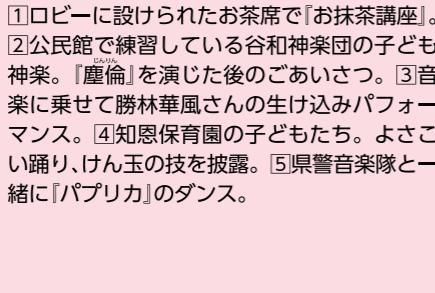 1ロビーに設けられたお茶席で『お抹茶講座』。
2公民館で練習している谷和神楽団の子ども
神楽。『塵倫』を演じた後のごあいさつ。3音
楽に乗せて勝林華風さんの生け込みパフォー
マンス。4知恩保育園の子どもたち。よさこ
い踊り、けん玉の技を披露。5県警音楽隊と一
緒に『パプリカ』のダンス。